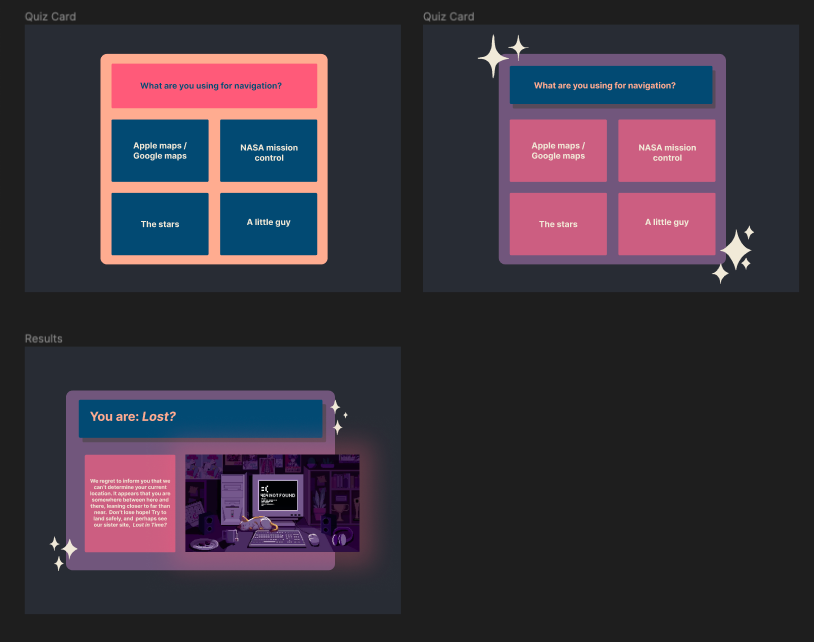 Quiz Card
What are you using for navigation?
Apple maps /
Google maps
NASA mission
control
The stars
A little guy
Quiz Card
What are you using for navigation?
Apple maps /
Google maps
NASA mission
control
The stars
A little guy
Results
You are: Lost?
We regret to inform you that we
can't determine your current
location. It appears that you are
somewhere between here and
there, leaning closer to far than
near. Don't lose hope! Try to
land safely, and perhaps see
our sister site, Lost in Time?
:(
404 NOT FOUND